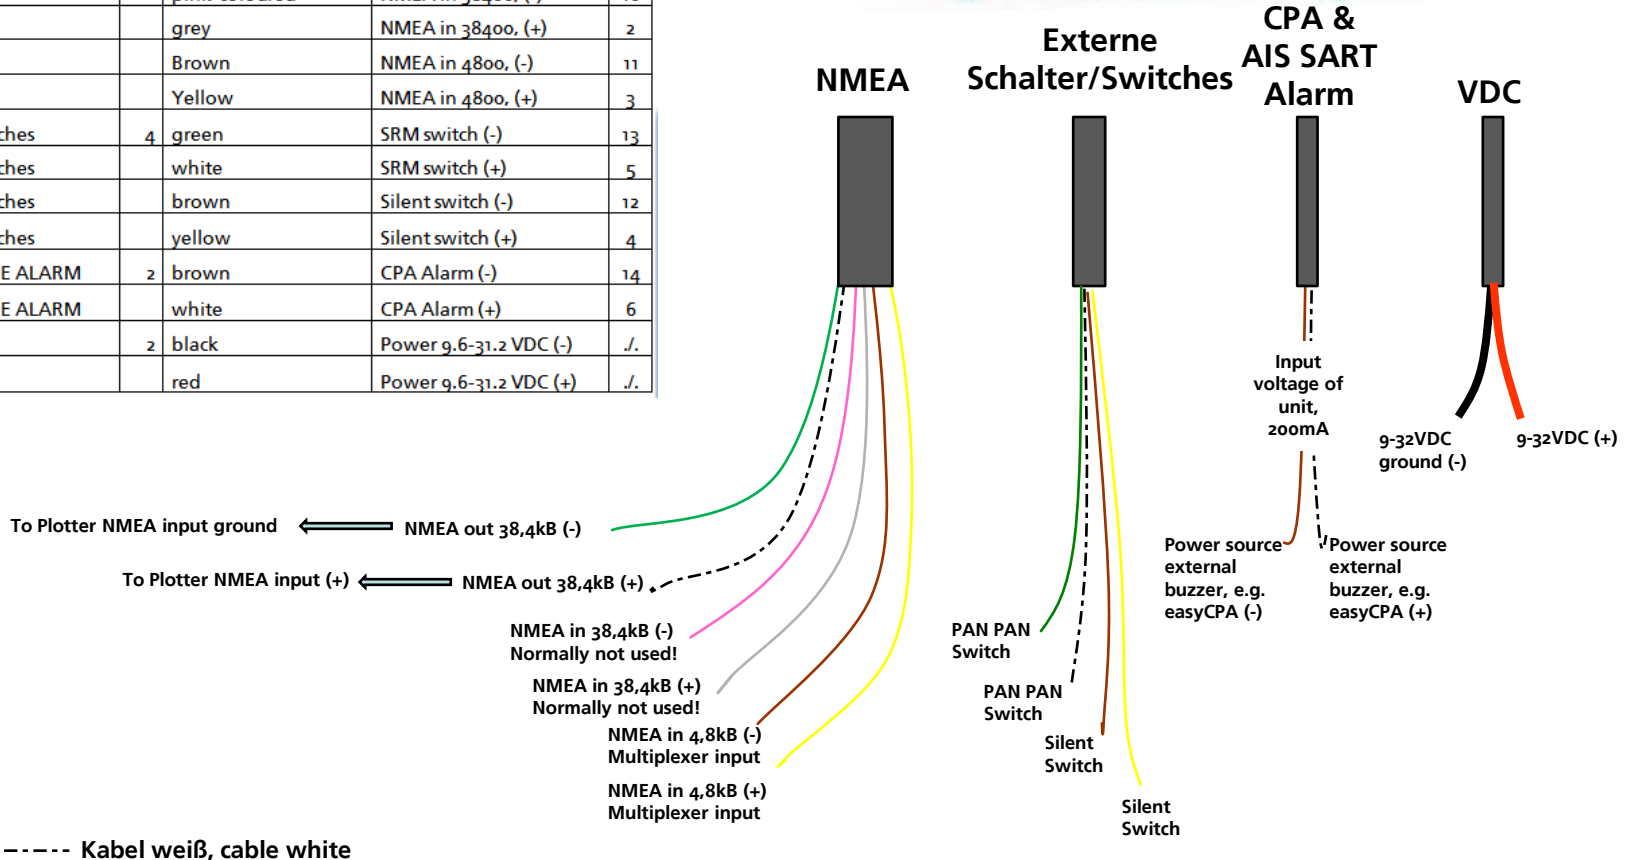 grey NMEA in 38400, (+) 2
Brown NMEA in 4800, (-) 11
Yellow NMEA in 4800, (+) 3
ches 4 green SRM switch (-) 13
ches white SRM switch (+) 5
ches brown Silent switch (-) 12
ches yellow Silent switch (+) 4
E ALARM 2 brown CPA Alarm (-) 14
E ALARM white CPA Alarm (+) 6
2 black Power 9.6-31.2 VDC (-) ./.
red Power 9.6-31.2 VDC (+) ./.
NMEA
Externe
Schalter/Switches
CPA &
AIS SART
Alarm
VDC
Input
voltage of
unit,
200mA
9-32VDC
ground (-)
9-32VDC (+)
To Plotter NMEA input ground
NMEA out 38,4kB (-)
To Plotter NMEA input (+)
NMEA out 38,4kB (+)
NMEA in 38,4kB (-)
Normally not used!
NMEA in 38,4kB (+)
Normally not used!
NMEA in 4,8kB (-)
Multiplexer input
NMEA in 4,8kB (+)
Multiplexer input
PAN PAN
Switch
PAN PAN
Switch
Silent
Switch
Silent
Switch
Power source
external
buzzer, e.g.
easyCPA (-)
Power source
external
buzzer, e.g.
easyCPA (+)
Kabel weiß, cable white